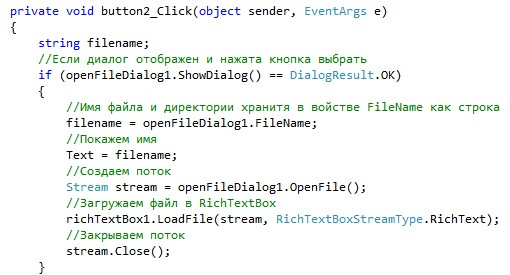 private void button2_Click(object sender, EventArgs e)
{
string filename;
//Если диалог отображен и нажата кнопка выбрать
if (openFileDialog1.ShowDialog() == DialogResult.OK)
{
//Имя файла и директории хранитя в войстве FileName как строка
filename = openFileDialog1.FileName;
//Покажем имя
Text = filename;
//Создаем поток
Stream stream = openFileDialog1.OpenFile();
//Загружаем файл в RichTextBox
richTextBox1.LoadFile(stream, RichTextBoxStreamType.RichText);
//Закрываем поток
stream.Close();
}